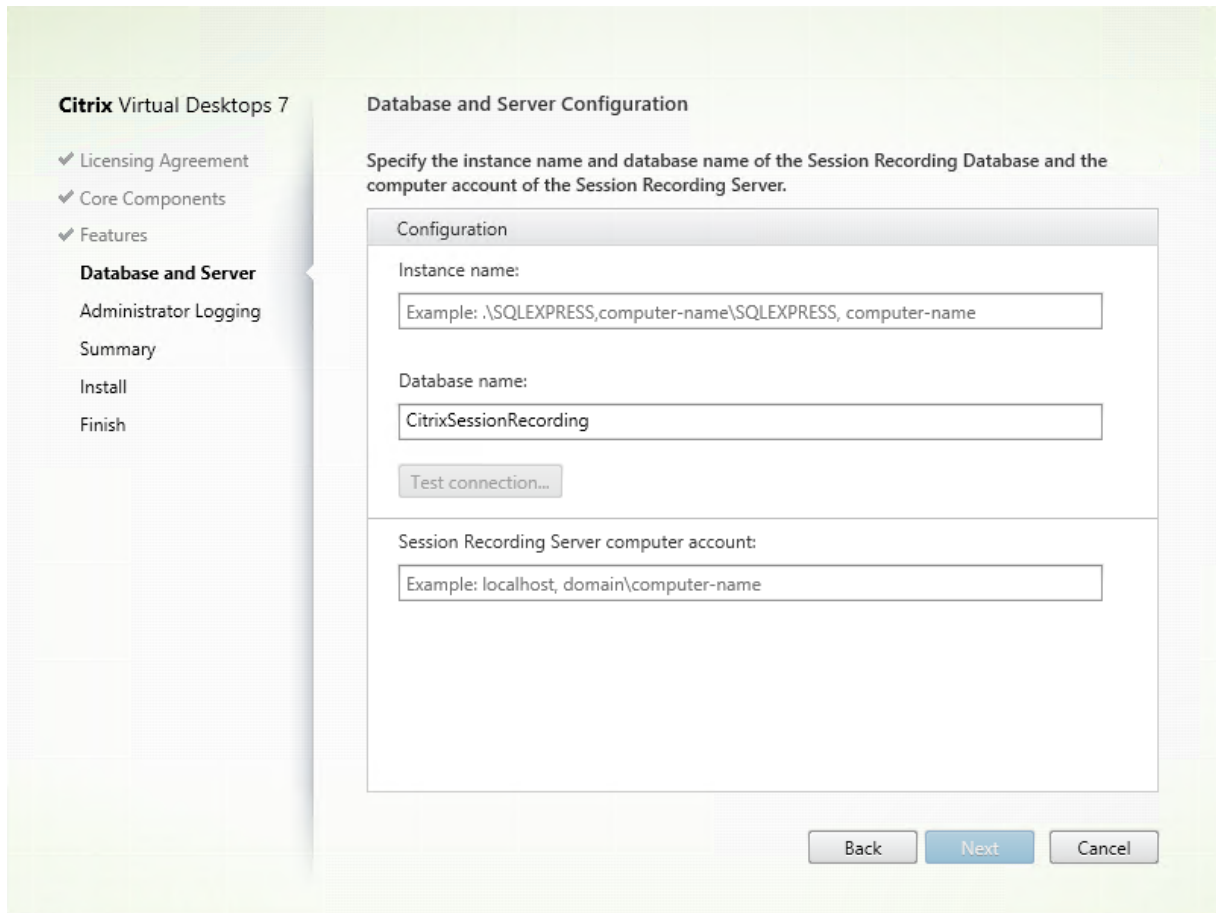 Citrix Virtual Desktops 7
Licensing Agreement
Core Components
Features
Database and Server
Administrator Logging
Summary
Install
Finish
Database and Server Configuration
Specify the instance name and database name of the Session Recording Database and the
computer account of the Session Recording Server.
Configuration
Instance name:
Example: .\SQLEXPRESS,computer-name\SQLEXPRESS, computer-name
Database name:
CitrixSessionRecording
Test connection...
Session Recording Server computer account:
Example: localhost, domain\computer-name
Back
Next
Cancel